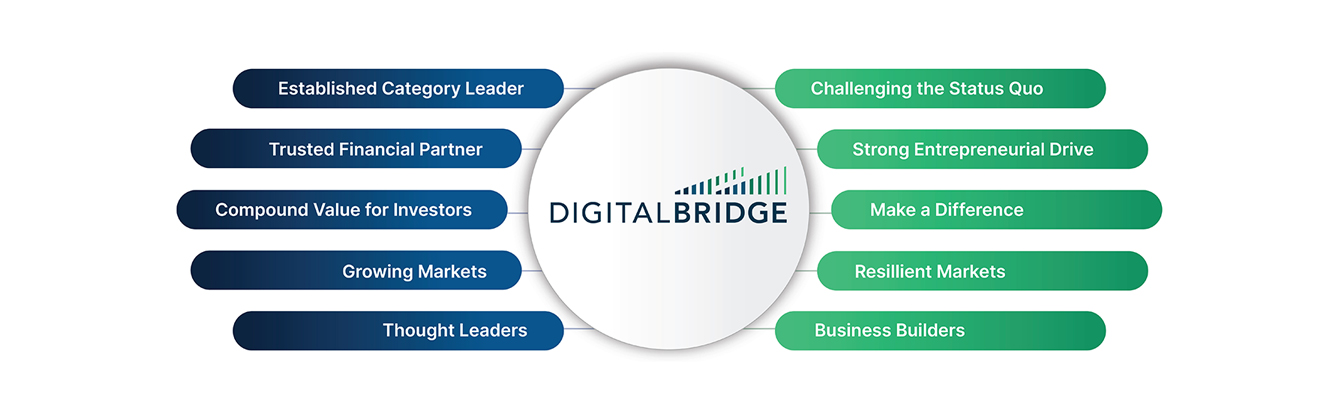 Established Category Leader
Trusted Financial Partner
Compound Value for Investors
Growing Markets
Thought Leaders
DIGITALBRIDGE
Challenging the Status Quo
Strong Entrepreneurial Drive
Make a Difference
Resillient Markets
Business Builders